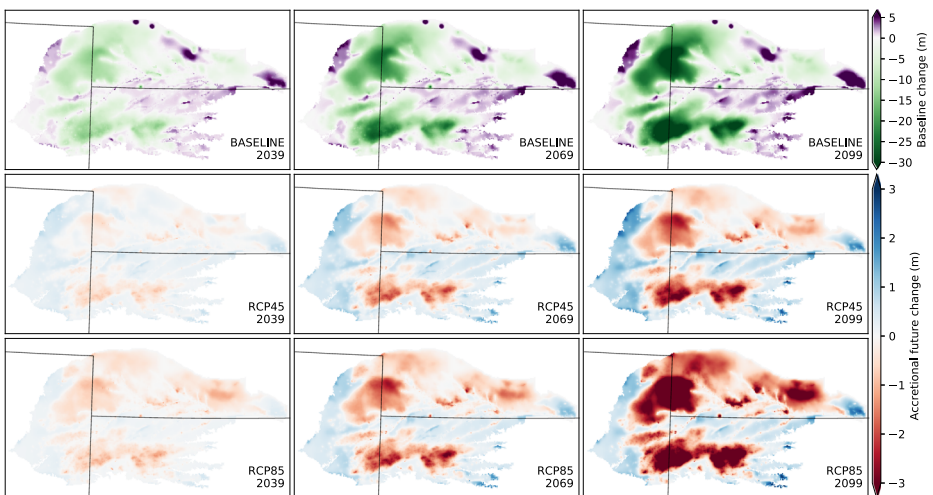 BASELINE
2039
BASELINE
2069
BASELINE
2099
5
0
−5
−10
−15
−20
−25
−30
Baseline change (m)
RCP45
2039
RCP45
2069
RCP45
2099
RCP85
2039
RCP85
2069
RCP85
2099
3
2
1
0
−1
−2
−3
Accretional future change (m)